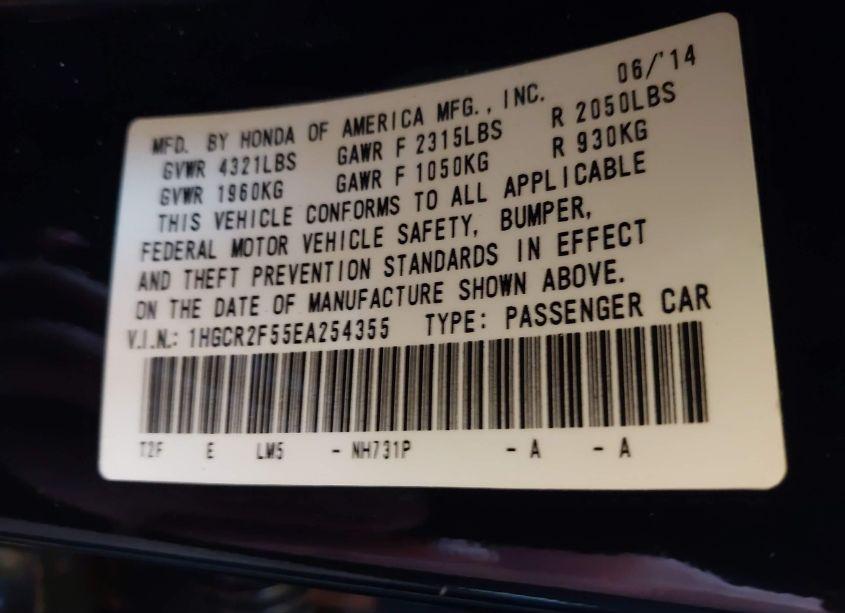 06/'14
MFD. BY HONDA OF AMERICA MFG., INC.
GVWR 4321LBS GAWR F 2315LBS R 2050LBS
GVWR 1960KG GAWR F 1050KG R 930KG
THIS VEHICLE CONFORMS TO ALL APPLICABLE
FEDERAL MOTOR VEHICLE SAFETY, BUMPER,
AND THEFT PREVENTION STANDARDS IN EFFECT
ON THE DATE OF MANUFACTURE SHOWN ABOVE.
V.I.N.: 1HGCR2F55EA254355 TYPE: PASSENGER CAR
T2F E LM5 - NH731P - A - A